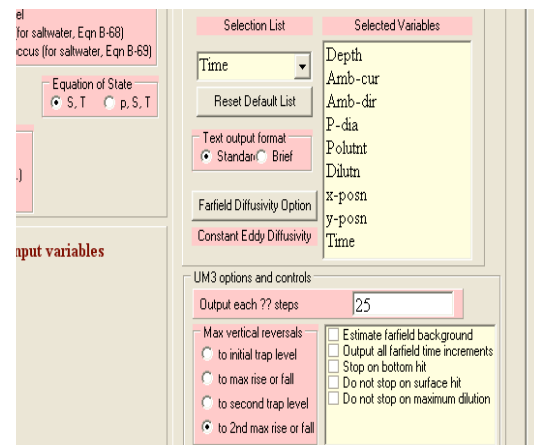 (for saltwater, Eqn B-68)
(for saltwater, Eqn B-69)
Equation of State
S, T p, S, T
.)
variables
Selection List
Time
Reset Default List
Text output format
Brief
Farfield Diffusivity Option
Constant Eddy Diffusivity
Selected Variables
Depth
Amb-cur
Amb-dir
P-dia
Polutnt
Dilutn
x-posn
y-posn
Time
UM3 options and controls
Output each ?? steps 25
Max vertical reversals
to initial trap level
to max rise or fall
to second trap level
to 2nd max rise or fall
Estimate farfield background
Output all farfield time increments
Stop on bottom hit
Do not stop on surface hit
Do not stop on maximum dilution